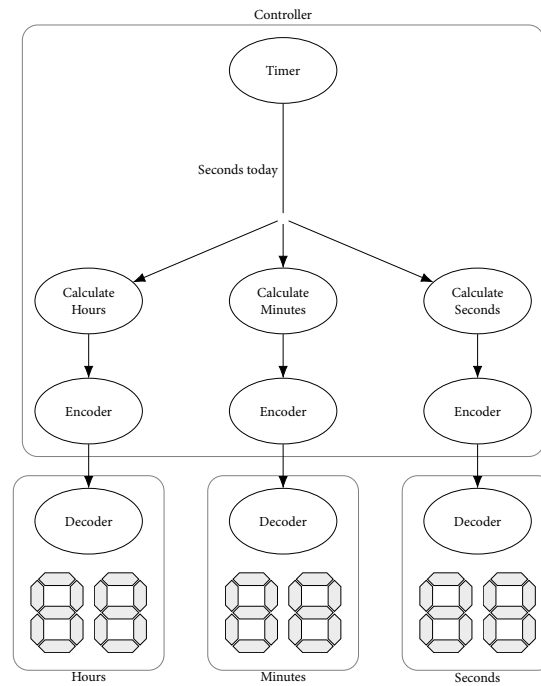 Controller
Timer
Seconds today
Calculate
Hours
Calculate
Minutes
Calculate
Seconds
Encoder
Encoder
Encoder
Decoder
Decoder
Decoder
Hours
Minutes
Seconds